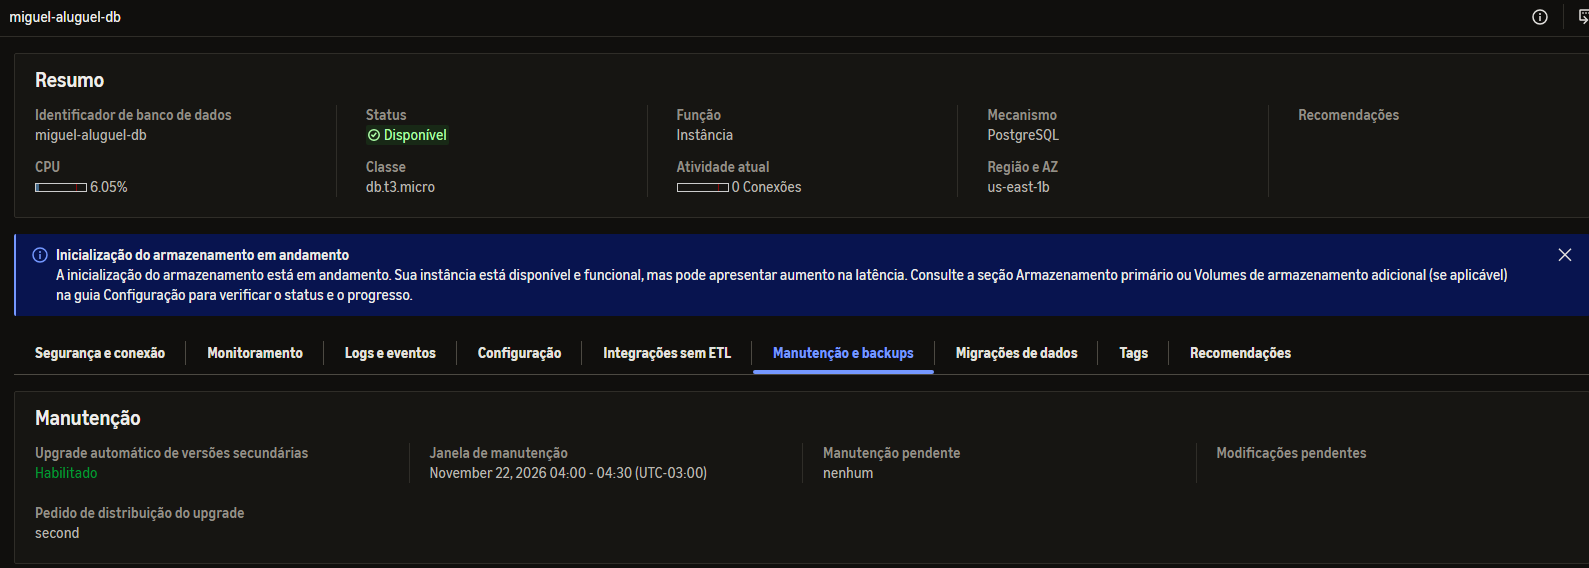 miguel-aluguel-db
Resumo
Identificador de banco de dados
miguel-aluguel-db
Status
Disponível
Função
Instância
Mecanismo
PostgreSQL
Recomendações
CPU
6.05%
Classe
db.t3.micro
Atividade atual
0 Conexões
Região e AZ
us-east-1b
Inicialização do armazenamento em andamento
A inicialização do armazenamento está em andamento. Sua instância está disponível e funcional, mas pode apresentar aumento na latência. Consulte a seção Armazenamento primário ou Volumes de armazenamento adicional (se aplicável)
na guia Configuração para verificar o status e o progresso.
Segurança e conexão
Monitoramento
Logs e eventos
Configuração
Integrações sem ETL
Manutenção e backups
Migrações de dados
Tags
Recomendações
Manutenção
Upgrade automático de versões secundárias
Habilitado
Janela de manutenção
November 22, 2026 04:00 - 04:30 (UTC-03:00)
Manutenção pendente
nenhum
Modificações pendentes
Pedido de distribuição do upgrade
second